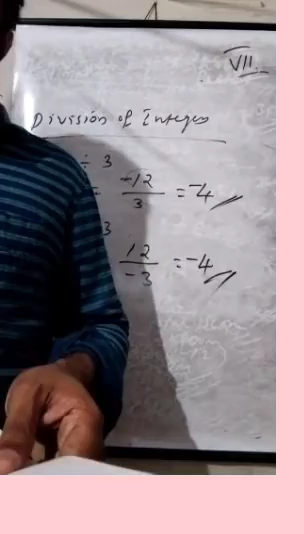 VII.
Division of Integers
÷ 3
= -12/3 = -4
3
12/-3 = -4